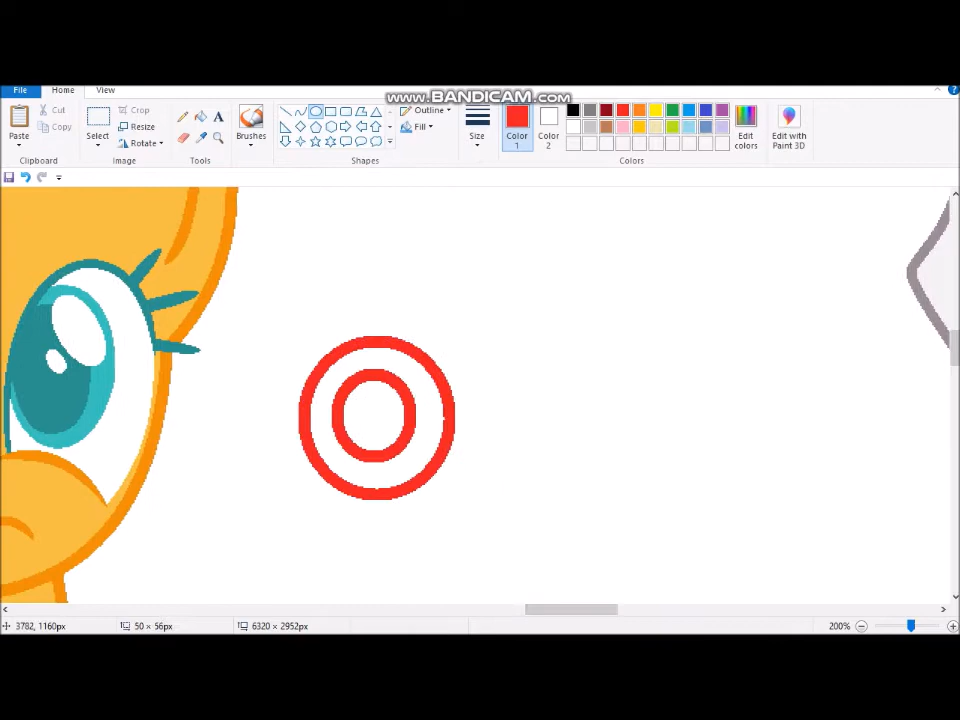 www.BANDICAM.com
File Home View
Paste
Cut
Copy
Clipboard
Select
Crop
Resize
Rotate
Image
A
Tools
Brushes
Shapes
Outline
Fill
Size
Color 1
Color 2
Edit colors
Colors
Edit with Paint 3D
3782, 1160px
50 × 56px
6320 × 2952px
200%